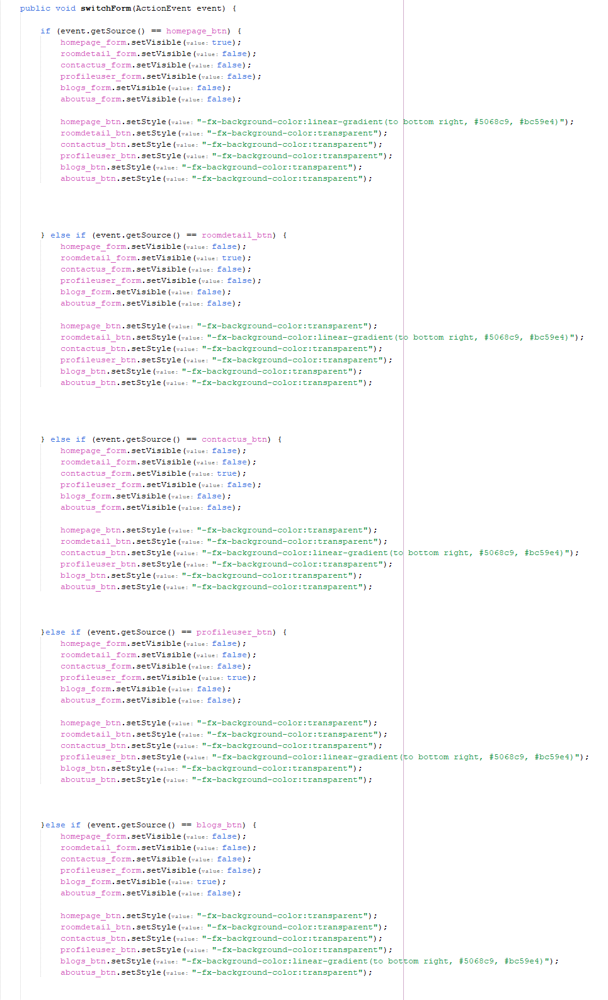 public void switchForm(ActionEvent event) {
if (event.getSource() == homepage_btn) {
homepage_form.setVisible(value: true);
roomdetail_form.setVisible(value: false);
contactus_form.setVisible(value: false);
profileuser_form.setVisible(value: false);
blogs_form.setVisible(value: false);
aboutus_form.setVisible(value: false);
homepage_btn.setStyle(value: "-fx-background-color:linear-gradient(to bottom right, #5068c9, #bc59e4)");
roomdetail_btn.setStyle(value: "-fx-background-color:transparent");
contactus_btn.setStyle(value: "-fx-background-color:transparent");
profileuser_btn.setStyle(value: "-fx-background-color:transparent");
blogs_btn.setStyle(value: "-fx-background-color:transparent");
aboutus_btn.setStyle(value: "-fx-background-color:transparent");
} else if (event.getSource() == roomdetail_btn) {
homepage_form.setVisible(value: false);
roomdetail_form.setVisible(value: true);
contactus_form.setVisible(value: false);
profileuser_form.setVisible(value: false);
blogs_form.setVisible(value: false);
aboutus_form.setVisible(value: false);
homepage_btn.setStyle(value: "-fx-background-color:transparent");
roomdetail_btn.setStyle(value: "-fx-background-color:linear-gradient(to bottom right, #5068c9, #bc59e4)");
contactus_btn.setStyle(value: "-fx-background-color:transparent");
profileuser_btn.setStyle(value: "-fx-background-color:transparent");
blogs_btn.setStyle(value: "-fx-background-color:transparent");
aboutus_btn.setStyle(value: "-fx-background-color:transparent");
} else if (event.getSource() == contactus_btn) {
homepage_form.setVisible(value: false);
roomdetail_form.setVisible(value: false);
contactus_form.setVisible(value: true);
profileuser_form.setVisible(value: false);
blogs_form.setVisible(value: false);
aboutus_form.setVisible(value: false);
homepage_btn.setStyle(value: "-fx-background-color:transparent");
roomdetail_btn.setStyle(value: "-fx-background-color:transparent");
contactus_btn.setStyle(value: "-fx-background-color:linear-gradient(to bottom right, #5068c9, #bc59e4)");
profileuser_btn.setStyle(value: "-fx-background-color:transparent");
blogs_btn.setStyle(value: "-fx-background-color:transparent");
aboutus_btn.setStyle(value: "-fx-background-color:transparent");
}else if (event.getSource() == profileuser_btn) {
homepage_form.setVisible(value: false);
roomdetail_form.setVisible(value: false);
contactus_form.setVisible(value: false);
profileuser_form.setVisible(value: true);
blogs_form.setVisible(value: false);
aboutus_form.setVisible(value: false);
homepage_btn.setStyle(value: "-fx-background-color:transparent");
roomdetail_btn.setStyle(value: "-fx-background-color:transparent");
contactus_btn.setStyle(value: "-fx-background-color:transparent");
profileuser_btn.setStyle(value: "-fx-background-color:linear-gradient(to bottom right, #5068c9, #bc59e4)");
blogs_btn.setStyle(value: "-fx-background-color:transparent");
aboutus_btn.setStyle(value: "-fx-background-color:transparent");
}else if (event.getSource() == blogs_btn) {
homepage_form.setVisible(value: false);
roomdetail_form.setVisible(value: false);
contactus_form.setVisible(value: false);
profileuser_form.setVisible(value: false);
blogs_form.setVisible(value: true);
aboutus_form.setVisible(value: false);
homepage_btn.setStyle(value: "-fx-background-color:transparent");
roomdetail_btn.setStyle(value: "-fx-background-color:transparent");
contactus_btn.setStyle(value: "-fx-background-color:transparent");
profileuser_btn.setStyle(value: "-fx-background-color:transparent");
blogs_btn.setStyle(value: "-fx-background-color:linear-gradient(to bottom right, #5068c9, #bc59e4)");
aboutus_btn.setStyle(value: "-fx-background-color:transparent");